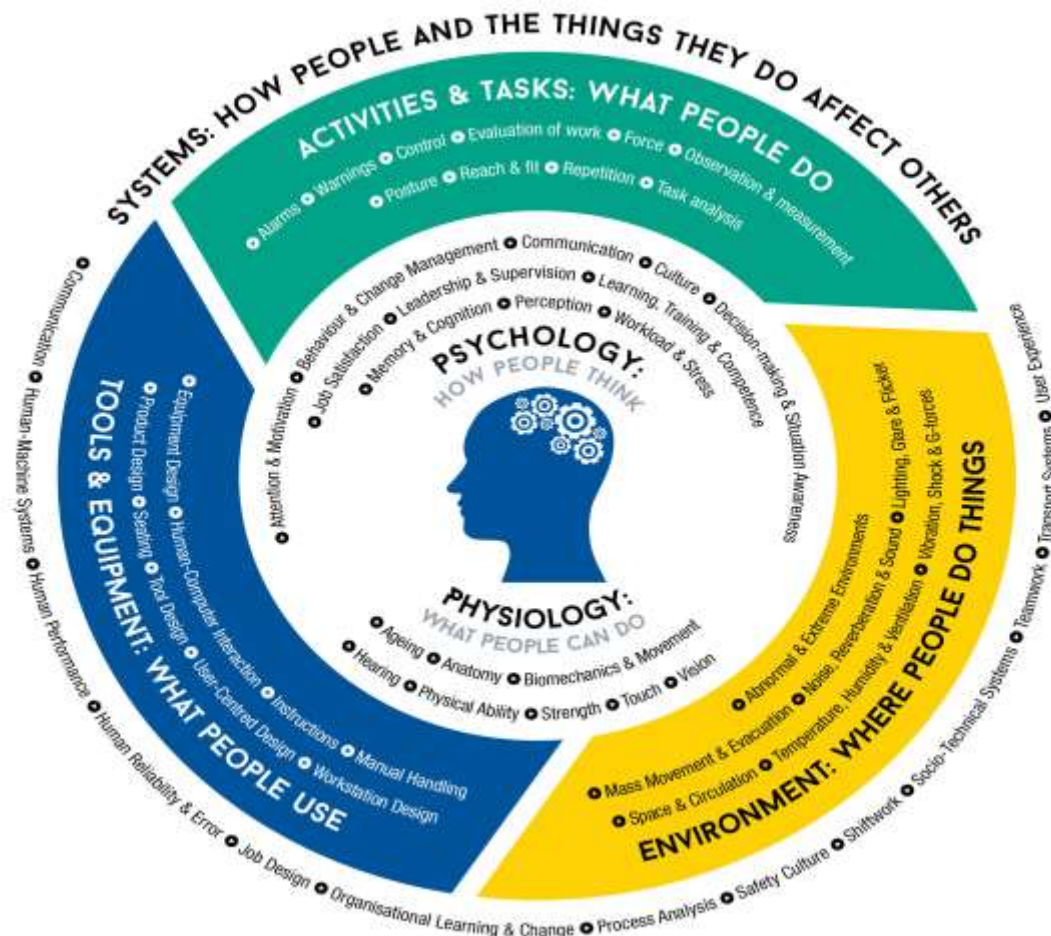 SYSTEMS: HOW PEOPLE AND THE THINGS THEY DO AFFECT OTHERS
ACTIVITIES & TASKS: WHAT PEOPLE DO
Alarms Warnings Control Evaluation of work Force Observation & measurement
Posture Reach & fit Repetition Task analysis
Attention & Motivation Behaviour & Change Management Communication Culture Decision-making & Situation Awareness
Job Satisfaction Leadership & Supervision Learning, Training & Competence
Memory & Cognition Perception Workload & Stress
PSYCHOLOGY:
HOW PEOPLE THINK
PHYSIOLOGY:
WHAT PEOPLE CAN DO
Ageing Anatomy Biomechanics & Movement
Hearing Physical Ability Strength Touch Vision
Equipment Design Human-Computer Interaction Instructions Manual Handling
Product Design Seating Tool Design User-Centred Design Workstation Design
TOOLS & EQUIPMENT: WHAT PEOPLE USE
Abnormal & Extreme Environments
Mass Movement & Evacuation Noise, Reverberation & Sound Lighting, Glare & Flicker
Space & Circulation Temperature, Humidity & Ventilation Vibration, Shock & G-forces
ENVIRONMENT: WHERE PEOPLE DO THINGS
Communication Human-Machine Systems Human Performance Human Reliability & Error Job Design Organisational Learning & Change Process Analysis Safety Culture Shiftwork Socio-Technical Systems Teamwork Transport Systems User Experience